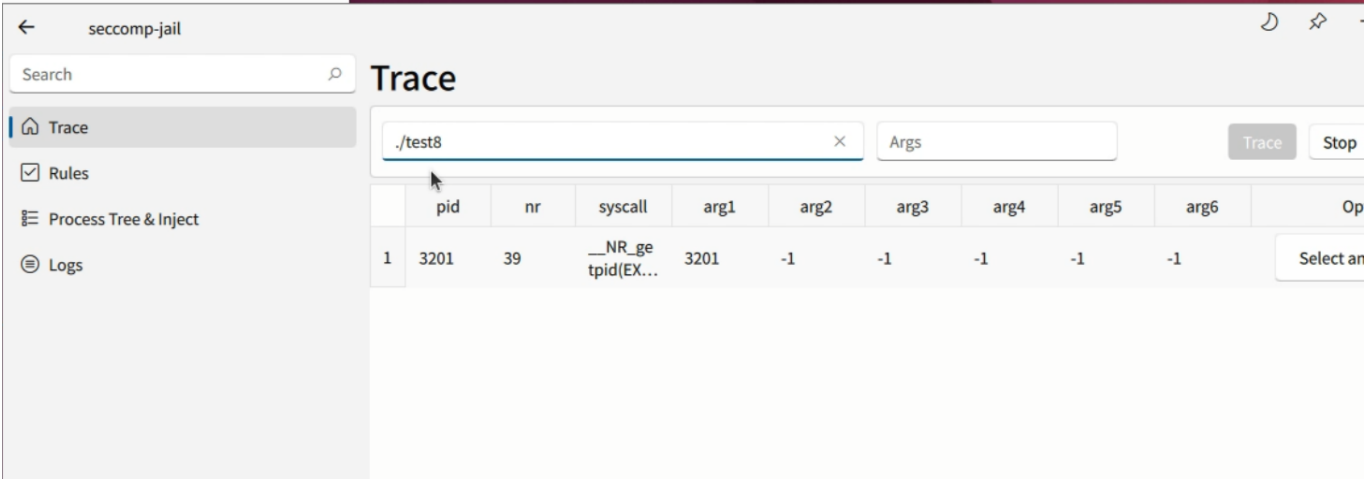 seccomp-jail
Search
Trace
Rules
Process Tree & Inject
Logs
Trace
./test8
Args
Trace
Stop
pid nr syscall arg1 arg2 arg3 arg4 arg5 arg6 Op
1 3201 39 __NR_ge
tpid(EX... 3201 -1 -1 -1 -1 -1 Select an